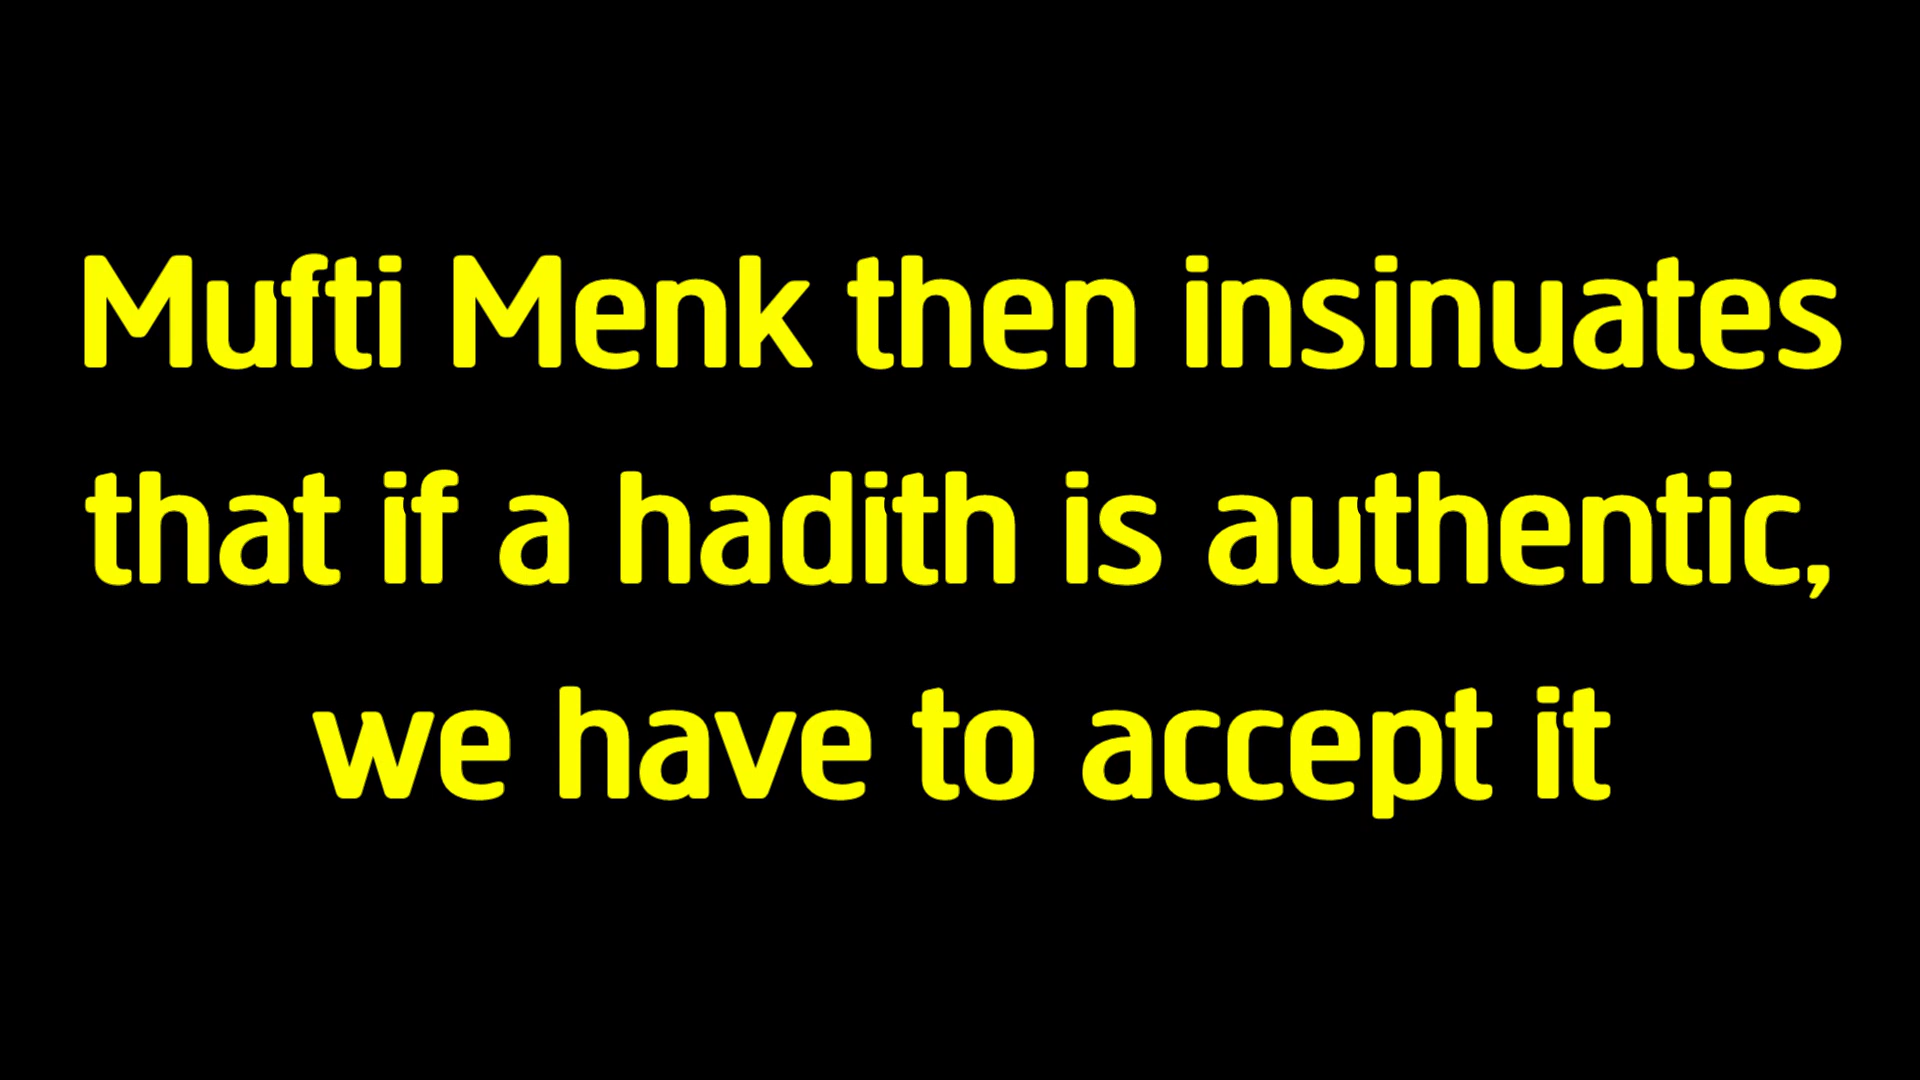 Mufti Menk then insinuates
that if a hadith is authentic,
we have to accept it